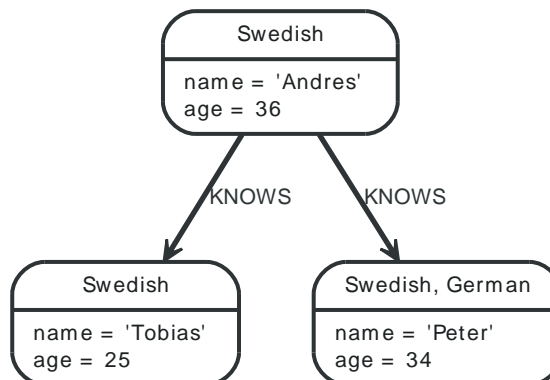 Swedish
name = 'Andres'
age = 36
KNOWS
KNOWS
Swedish
name = 'Tobias'
age = 25
Swedish, German
name = 'Peter'
age = 34